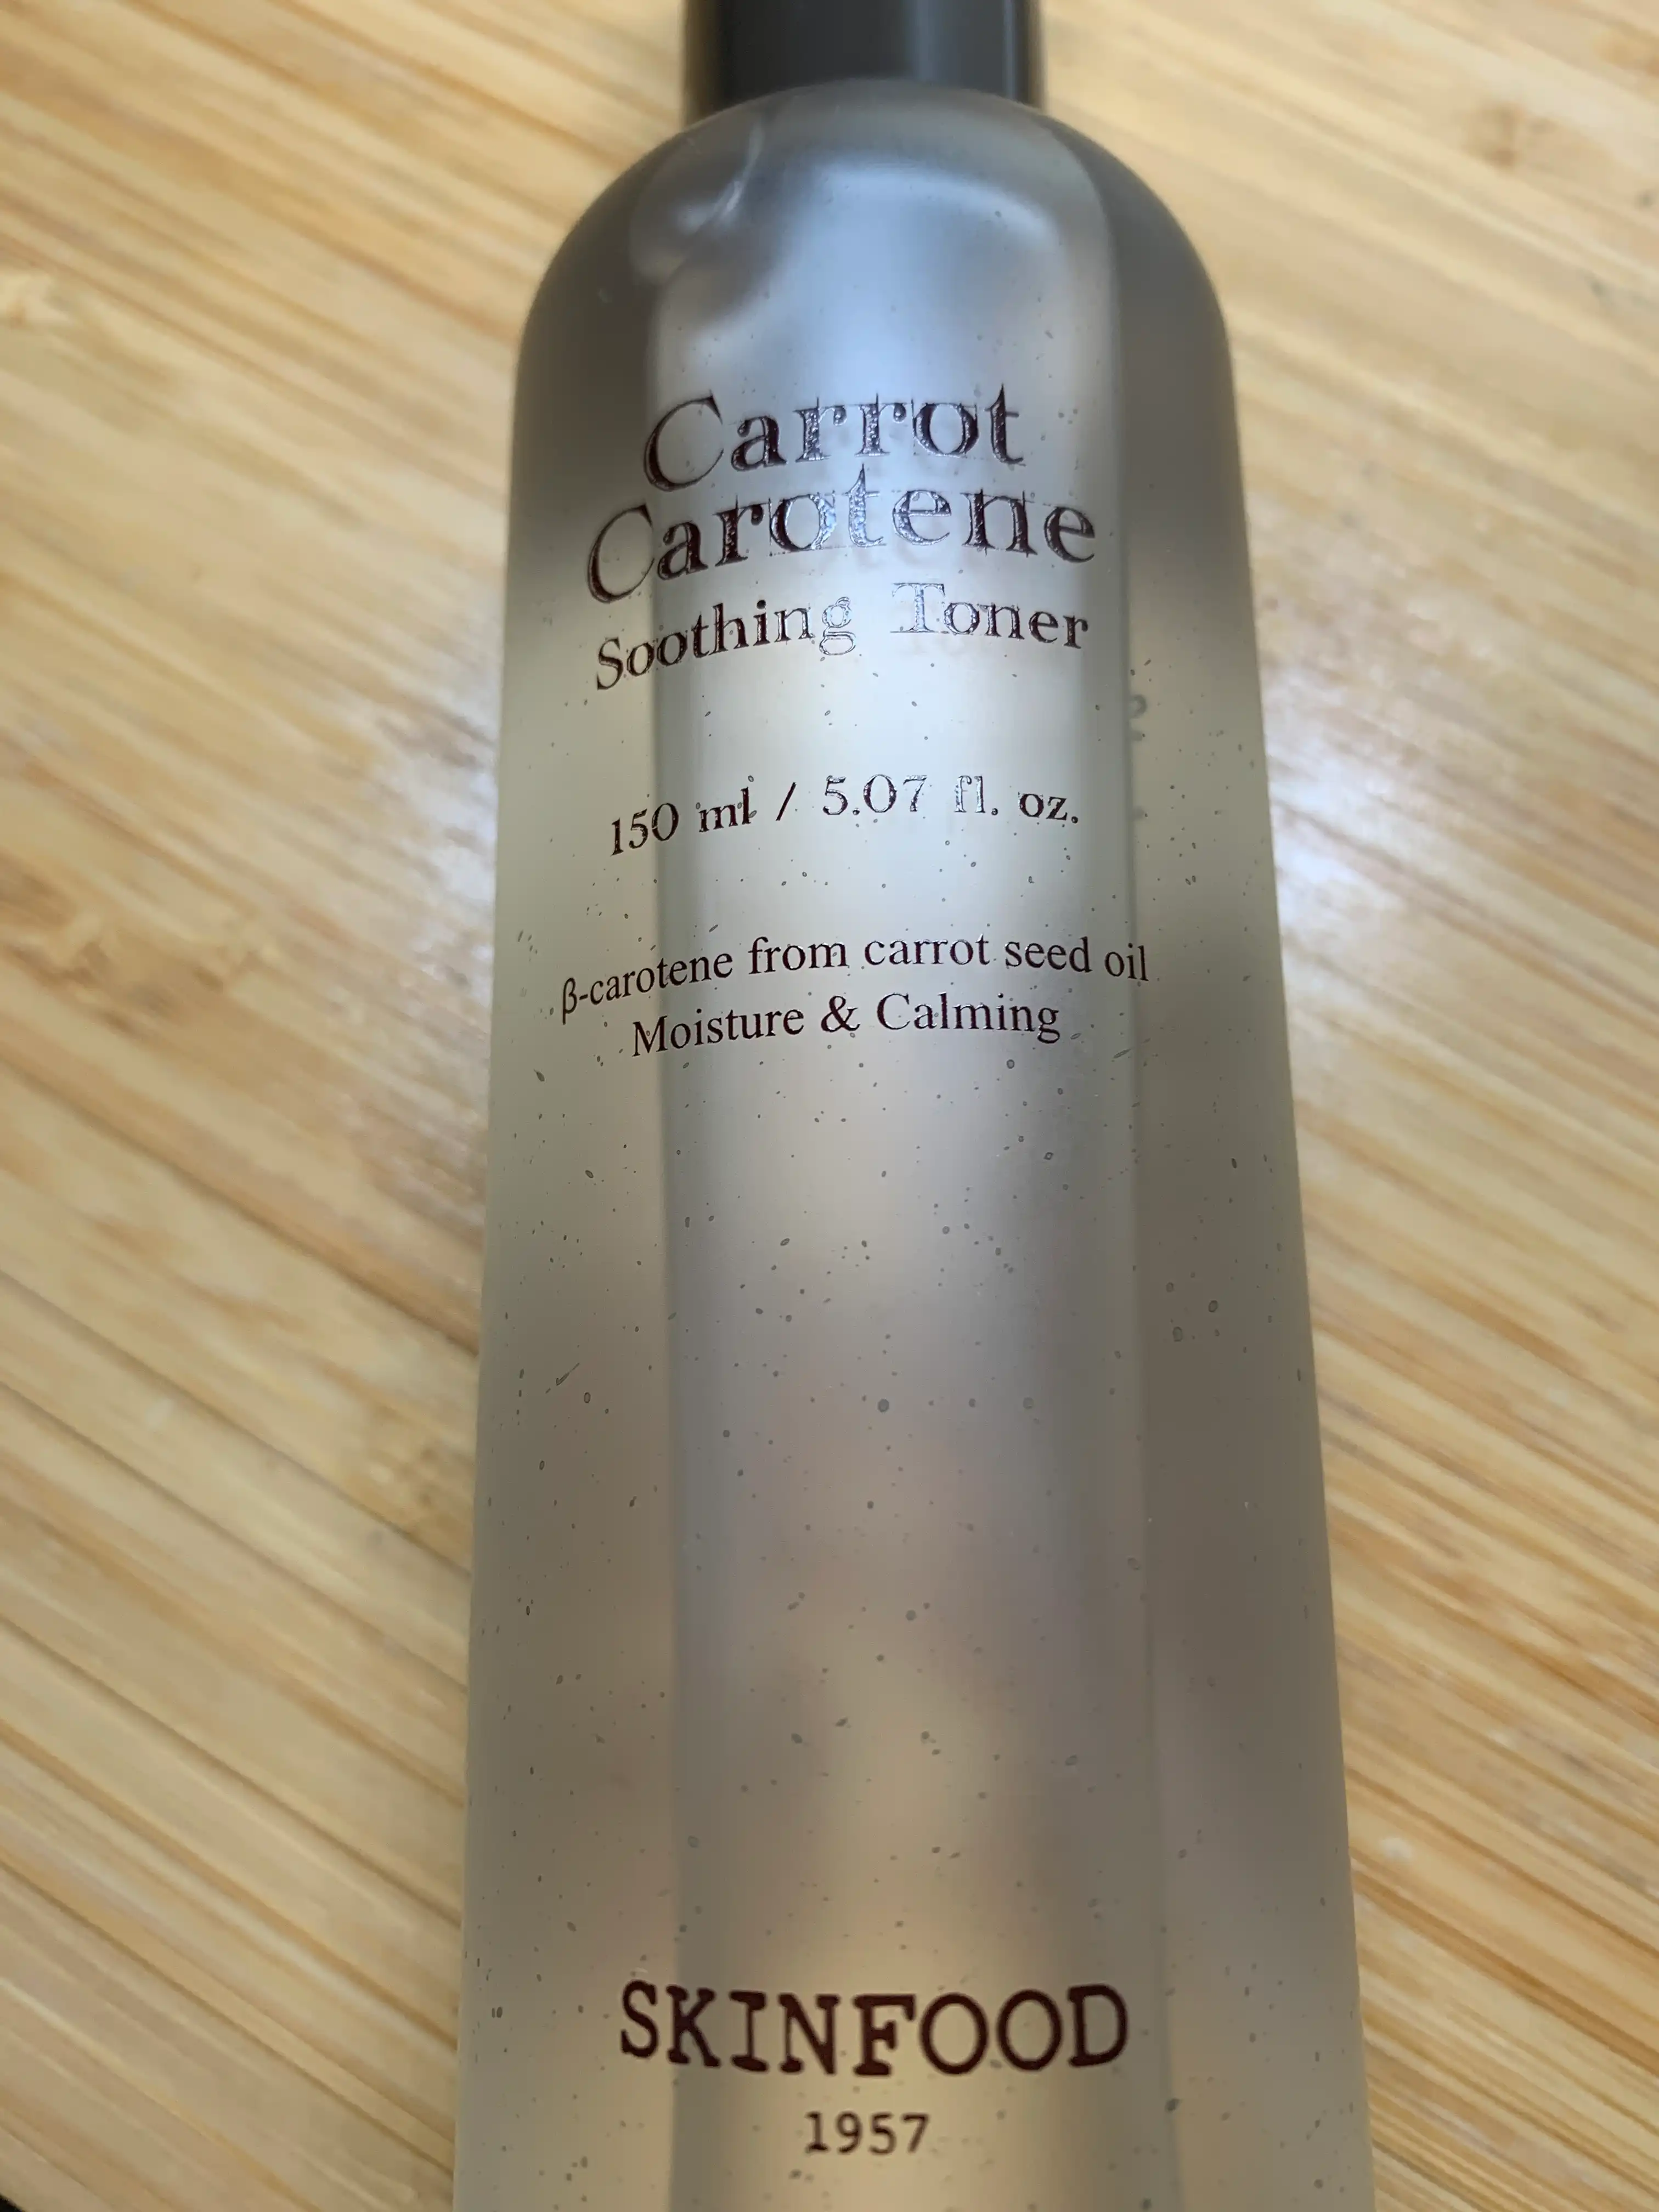 Carrot
Carotene
Soothing Toner
150 ml / 5.07 fl. oz.
β-carotene from carrot seed oil
Moisture & Calming
SKINFOOD
1957